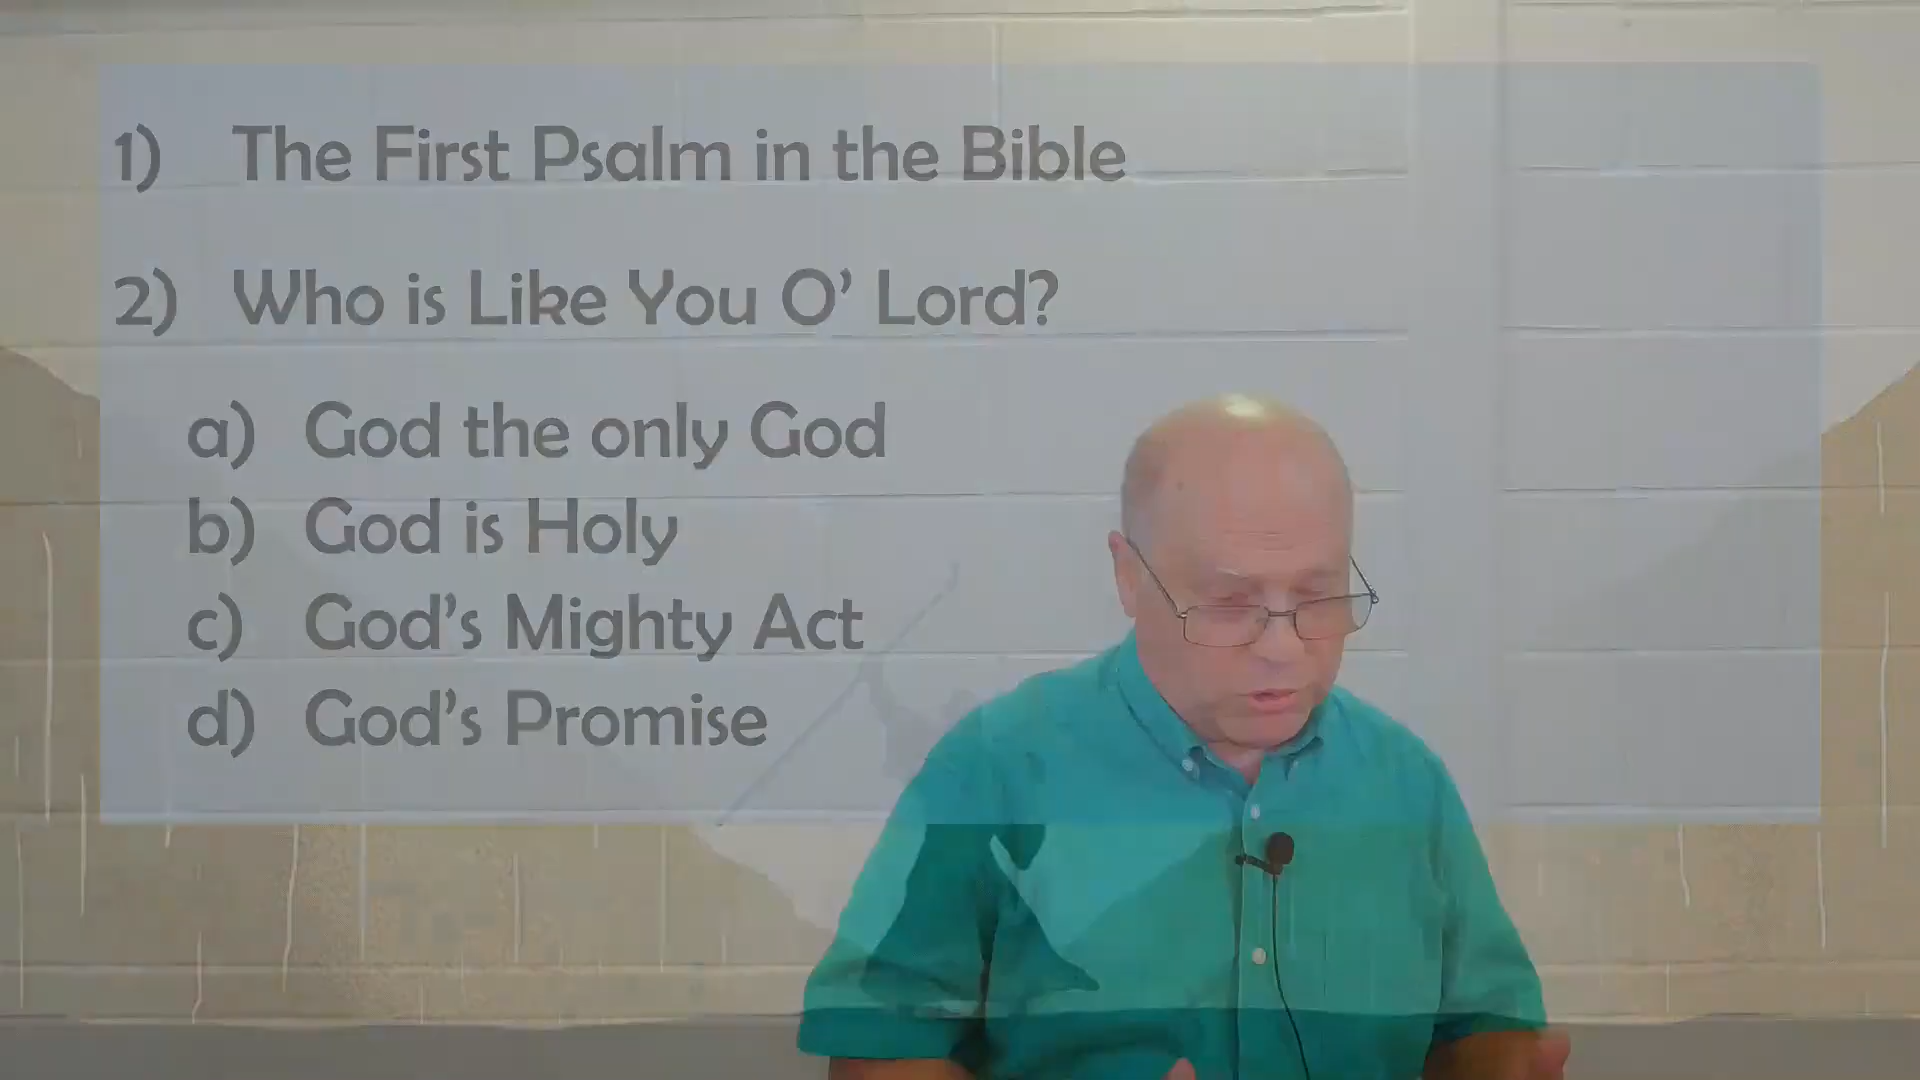 1) The First Psalm in the Bible
2) Who is Like You O’ Lord?
a) God the only God
b) God is Holy
c) God’s Mighty Act
d) God’s Promise